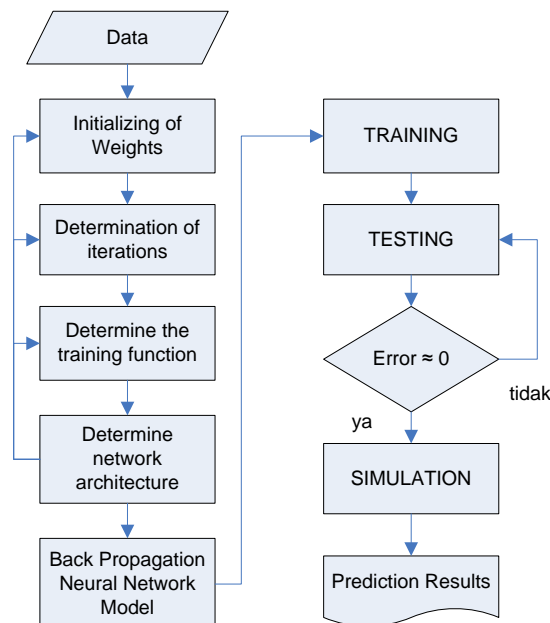 Data
Initializing of
Weights
Determination of
iterations
Determine the
training function
Determine
network
architecture
Back Propagation
Neural Network
Model
TRAINING
TESTING
Error ≈ 0
tidak
ya
SIMULATION
Prediction Results